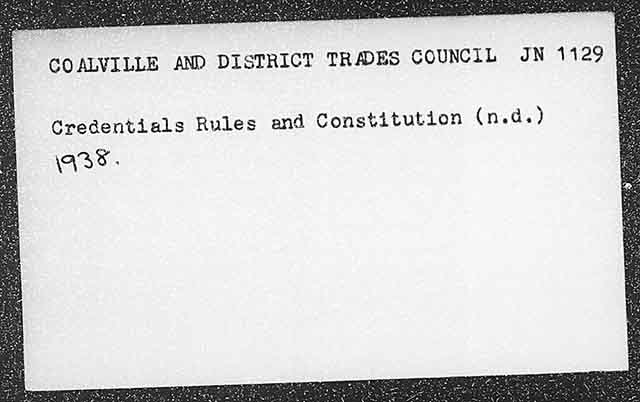 COALVILLE AND DISTRICT TRADES COUNCIL JN 1129
Credentials Rules and Constitution (n.d.)
1938.